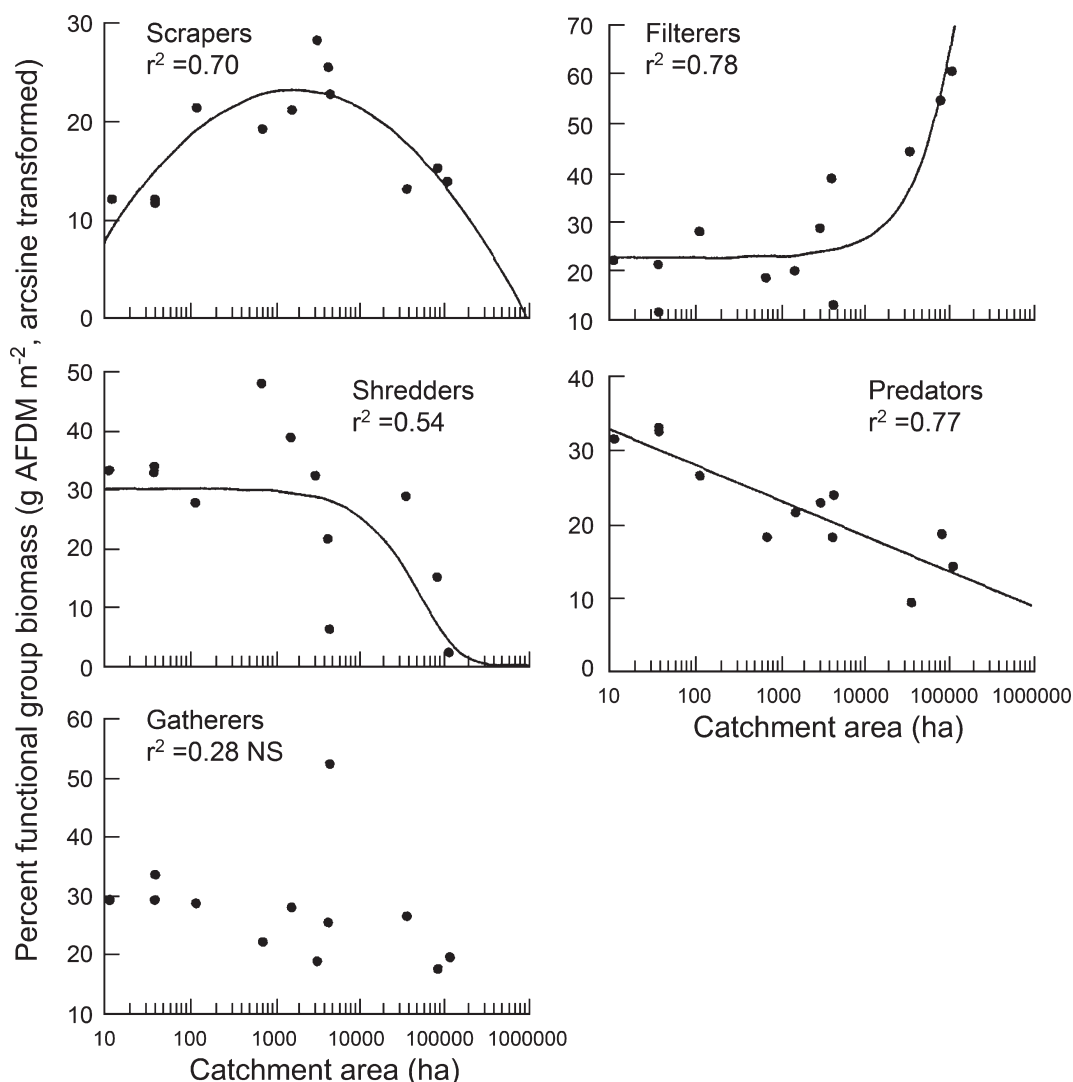 Percent functional group biomass (g AFDM m-2, arcsine transformed)
30
20
10
0
Scrapers
r2 =0.70
70
60
50
40
30
20
10
Filterers
r2 =0.78
50
40
30
20
10
0
Shredders
r2 =0.54
40
30
20
10
0
Predators
r2 =0.77
10 100 1000 10000 100000 1000000
Catchment area (ha)
60
50
40
30
20
10
Gatherers
r2 =0.28 NS
10 100 1000 10000 100000 1000000
Catchment area (ha)